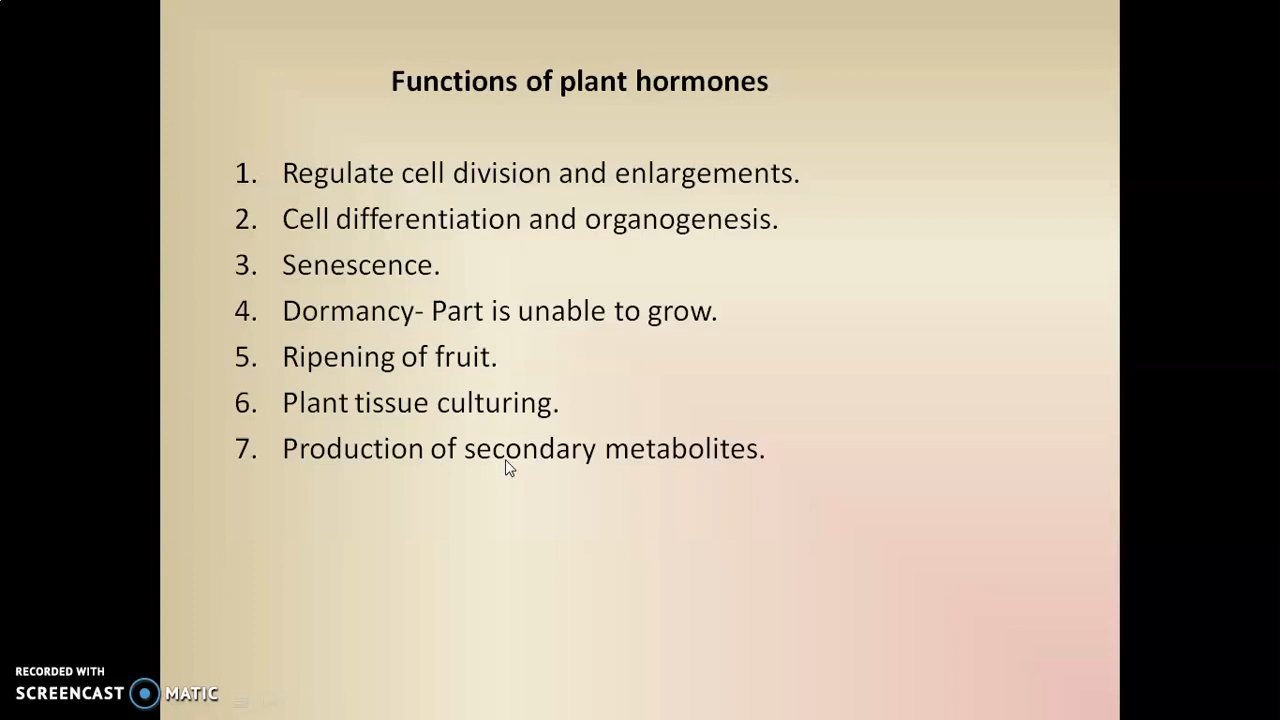 Functions of plant hormones
1. Regulate cell division and enlargements.
2. Cell differentiation and organogenesis.
3. Senescence.
4. Dormancy- Part is unable to grow.
5. Ripening of fruit.
6. Plant tissue culturing.
7. Production of secondary metabolites.
RECORDED WITH
SCREENCAST MATIC